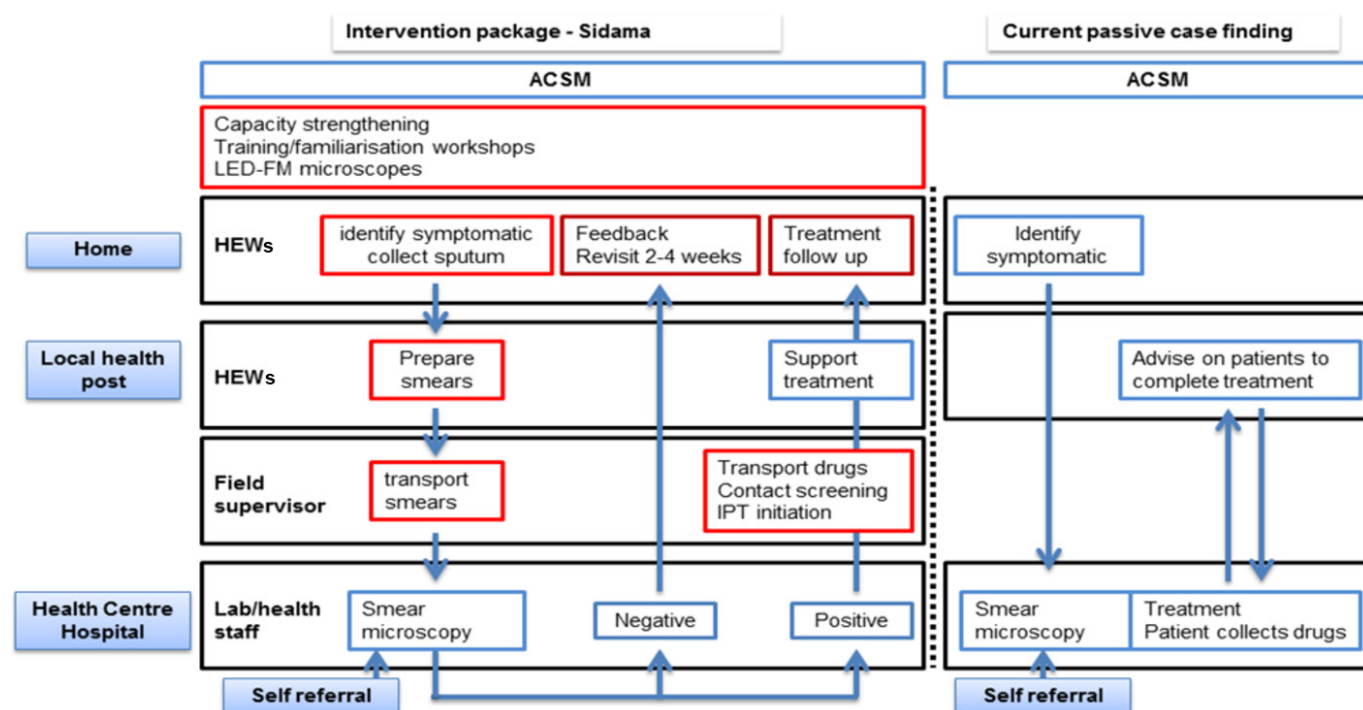 Intervention package - Sidama
Current passive case finding
ACSM
ACSM
Capacity strengthening
Training/familiarisation workshops
LED-FM microscopes
Home
HEWs
identify symptomatic
collect sputum
Feedback
Revisit 2-4 weeks
Treatment
follow up
Identify
symptomatic
Local health
post
HEWs
Prepare
smears
Support
treatment
Advise on patients to
complete treatment
Field
supervisor
transport
smears
Transport drugs
Contact screening
IPT initiation
Health Centre
Hospital
Lab/health
staff
Smear
microscopy
Negative
Positive
Smear
microscopy
Treatment
Patient collects drugs
Self referral
Self referral